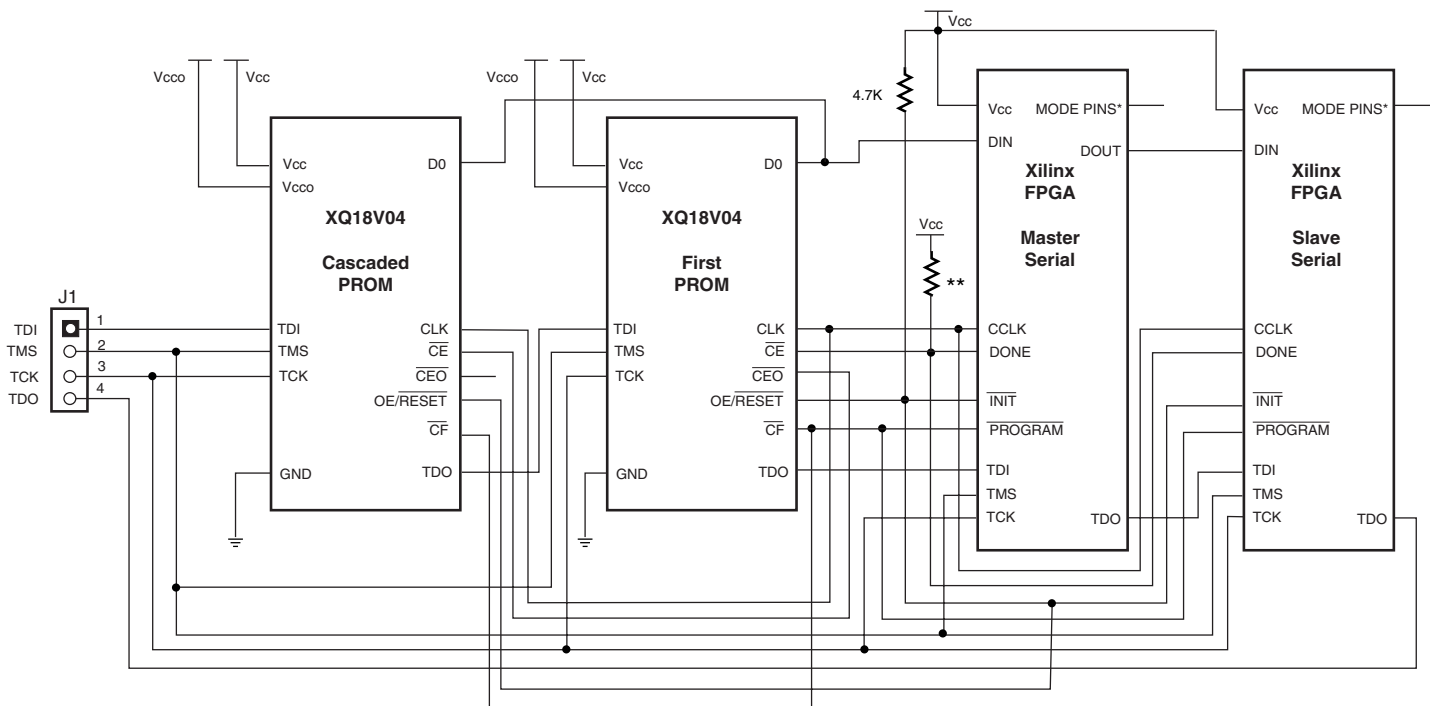 Vcc
Vcco
Vcc
Vcco
Vcc
4.7K
Vcc
D0
Vcco
XQ18V04
Cascaded
PROM
TDI
CLK
TMS
CE
TCK
CEO
OE/RESET
CF
GND
TDO
Vcc
D0
Vcco
XQ18V04
First
PROM
TDI
CLK
TMS
CE
TCK
CEO
OE/RESET
CF
GND
TDO
Vcc
**
Vcc
MODE PINS*
DIN
DOUT
Xilinx
FPGA
Master
Serial
CCLK
DONE
INIT
PROGRAM
TDI
TMS
TCK
TDO
Vcc
MODE PINS*
DIN
Xilinx
FPGA
Slave
Serial
CCLK
DONE
INIT
PROGRAM
TDI
TMS
TCK
TDO
J1
TDI 1
TMS 2
TCK 3
TDO 4